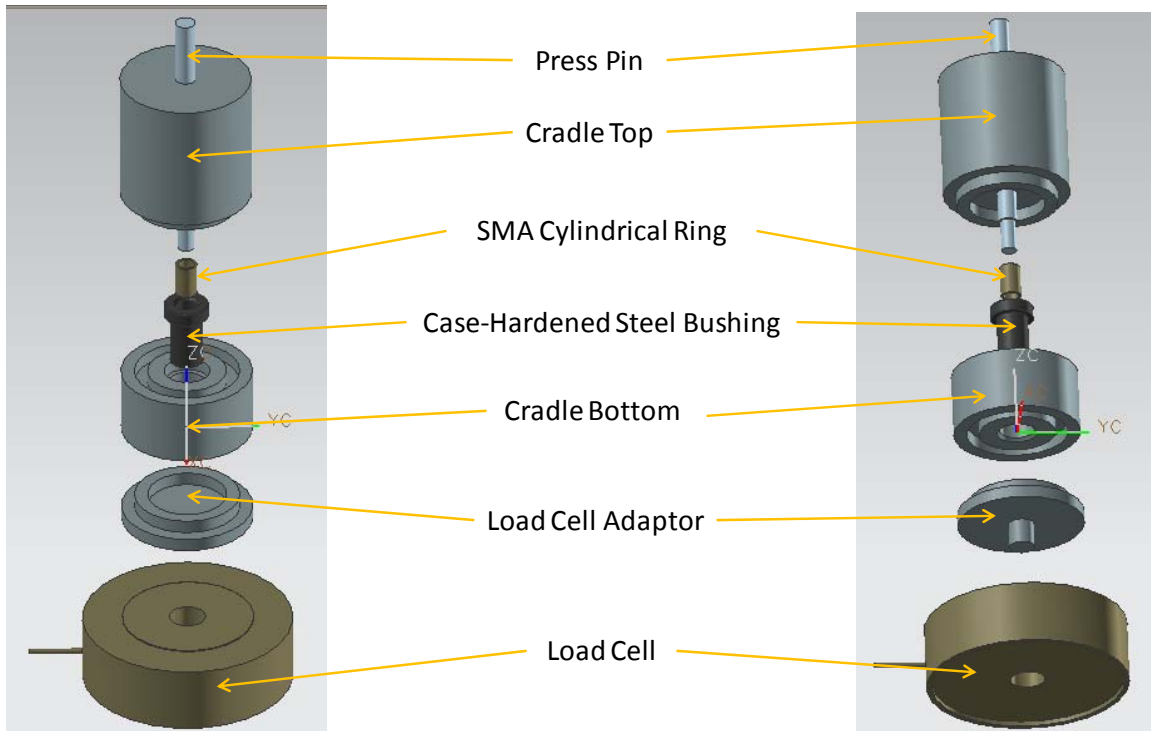 Press Pin
Cradle Top
SMA Cylindrical Ring
Case-Hardened Steel Bushing
ZC
ZC
YC
Cradle Bottom
YC
Load Cell Adaptor
Load Cell